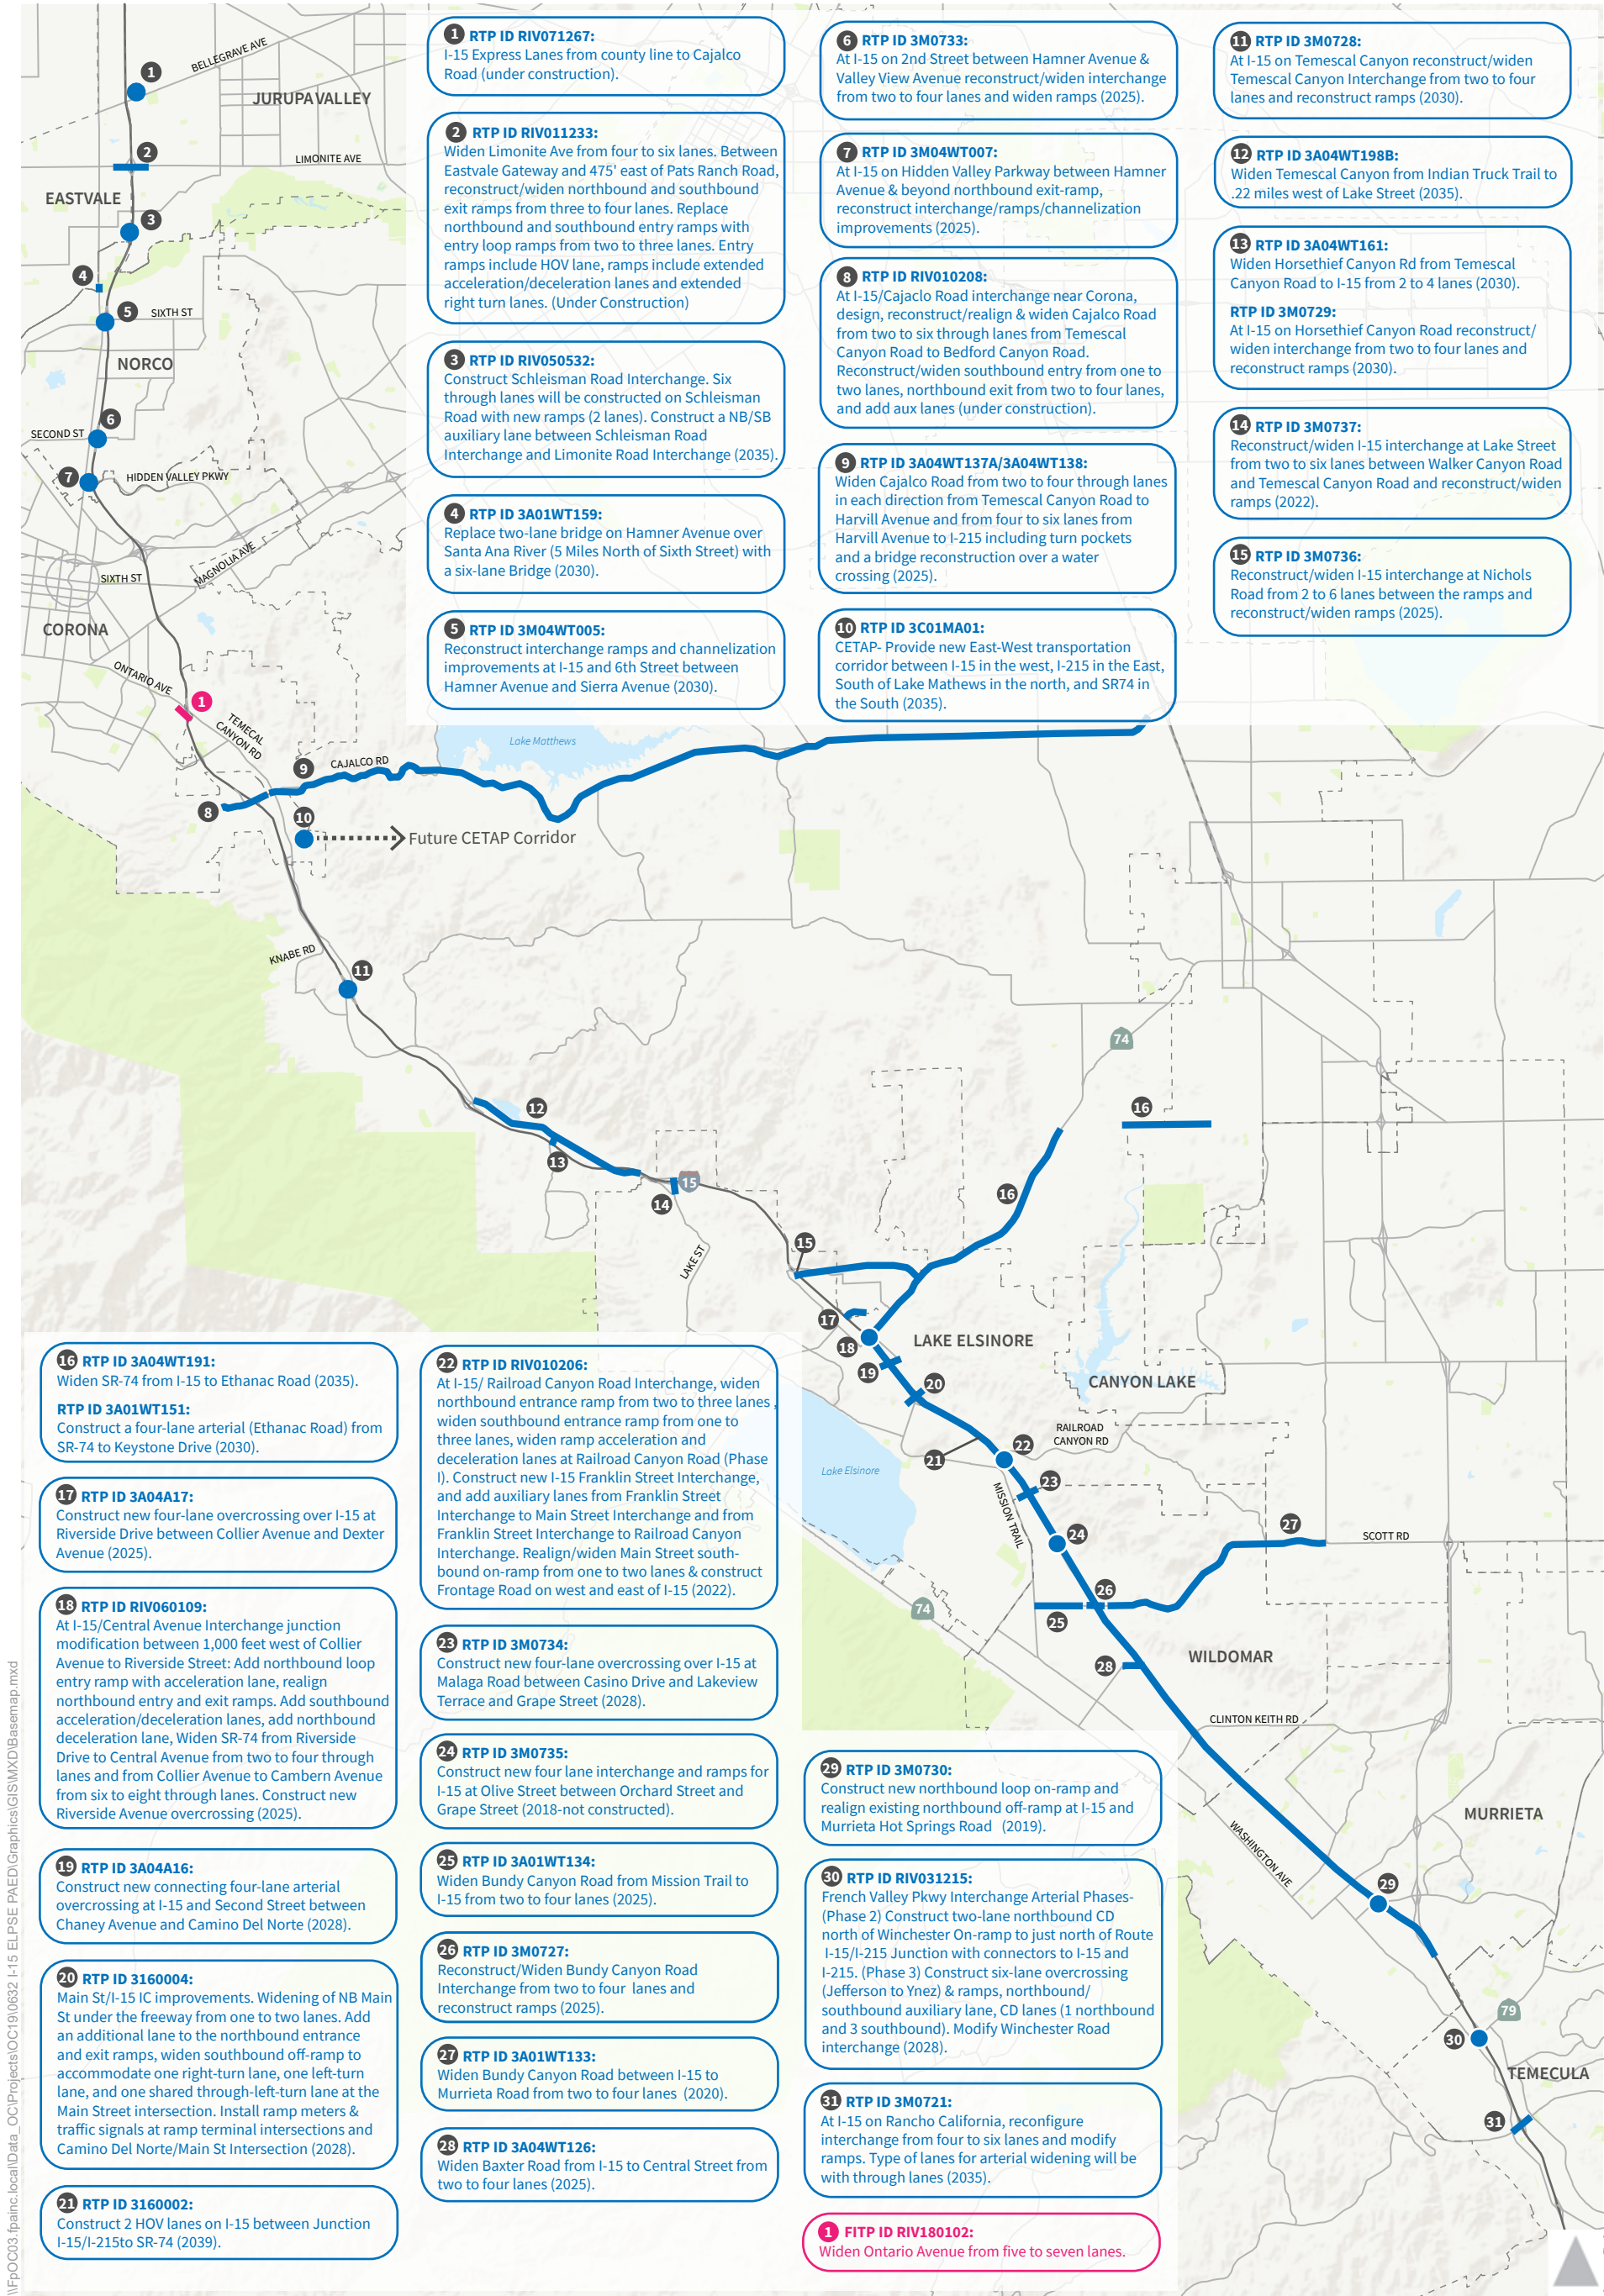 1 RTP ID RIV071267:
I-15 Express Lanes from county line to Cajalco
Road (under construction).
2 RTP ID RIV011233:
Widen Limonite Ave from four to six lanes. Between
Eastvale Gateway and 475' east of Pats Ranch Road,
reconstruct/widen northbound and southbound
exit ramps from three to four lanes. Replace
northbound and southbound entry ramps with
entry loop ramps from two to three lanes. Entry
ramps include HOV lane, ramps include extended
acceleration/deceleration lanes and extended
right turn lanes. (Under Construction)
3 RTP ID RIV050532:
Construct Schleisman Road Interchange. Six
through lanes will be constructed on Schleisman
Road with new ramps (2 lanes). Construct a NB/SB
auxiliary lane between Schleisman Road
Interchange and Limonite Road Interchange (2035).
4 RTP ID 3A01WT159:
Replace two-lane bridge on Hamner Avenue over
Santa Ana River (5 Miles North of Sixth Street) with
a six-lane Bridge (2030).
5 RTP ID 3M04WT005:
Reconstruct interchange ramps and channelization
improvements at I-15 and 6th Street between
Hamner Avenue and Sierra Avenue (2030).
6 RTP ID 3M0733:
At I-15 on 2nd Street between Hamner Avenue &
Valley View Avenue reconstruct/widen interchange
from two to four lanes and widen ramps (2025).
7 RTP ID 3M04WT007:
At I-15 on Hidden Valley Parkway between Hamner
Avenue & beyond northbound exit-ramp,
reconstruct interchange/ramps/channelization
improvements (2025).
8 RTP ID RIV010208:
At I-15/Cajaclo Road interchange near Corona,
design, reconstruct/realign & widen Cajalco Road
from two to six through lanes from Temescal
Canyon Road to Bedford Canyon Road.
Reconstruct/widen southbound entry from one to
two lanes, northbound exit from two to four lanes,
and add aux lanes (under construction).
9 RTP ID 3A04WT137A/3A04WT138:
Widen Cajalco Road from two to four through lanes
in each direction from Temescal Canyon Road to
Harvill Avenue and from four to six lanes from
Harvill Avenue to I-215 including turn pockets
and a bridge reconstruction over a water
crossing (2025).
10 RTP ID 3C01MA01:
CETAP- Provide new East-West transportation
corridor between I-15 in the west, I-215 in the East,
South of Lake Mathews in the north, and SR74 in
the South (2035).
11 RTP ID 3M0728:
At I-15 on Temescal Canyon reconstruct/widen
Temescal Canyon Interchange from two to four
lanes and reconstruct ramps (2030).
12 RTP ID 3A04WT198B:
Widen Temescal Canyon from Indian Truck Trail to
.22 miles west of Lake Street (2035).
13 RTP ID 3A04WT161:
Widen Horsethief Canyon Rd from Temescal
Canyon Road to I-15 from 2 to 4 lanes (2030).
RTP ID 3M0729:
At I-15 on Horsethief Canyon Road reconstruct/
widen interchange from two to four lanes and
reconstruct ramps (2030).
14 RTP ID 3M0737:
Reconstruct/widen I-15 interchange at Lake Street
from two to six lanes between Walker Canyon Road
and Temescal Canyon Road and reconstruct/widen
ramps (2022).
15 RTP ID 3M0736:
Reconstruct/widen I-15 interchange at Nichols
Road from 2 to 6 lanes between the ramps and
reconstruct/widen ramps (2025).
1
BELLEGRAVE AVE
JURUPA VALLEY
2
LIMONITE AVE
EASTVALE
3
4
5
SIXTH ST
NORCO
6
SECOND ST
7
HIDDEN VALLEY PKWY
MAGNOLIA AVE
SIXTH ST
CORONA
ONTARIO AVE
1
TEMECAL
CANYON RD
Lake Matthews
CAJALCO RD
9
8
10
Future CETAP Corridor
KNABE RD
11
74
12
13
14
15
16
16
LAKE ST
15
17
18
LAKE ELSINORE
19
20
CANYON LAKE
RAILROAD
CANYON RD
21
22
Lake Elsinore
23
MISSION TRAIL
24
27
SCOTT RD
74
25
26
WILDOMAR
28
CLINTON KEITH RD
MURRIETA
WASHINGTON AVE
29
79
30
TEMECULA
31
16 RTP ID 3A04WT191:
Widen SR-74 from I-15 to Ethanac Road (2035).
RTP ID 3A01WT151:
Construct a four-lane arterial (Ethanac Road) from
SR-74 to Keystone Drive (2030).
17 RTP ID 3A04A17:
Construct new four-lane overcrossing over I-15 at
Riverside Drive between Collier Avenue and Dexter
Avenue (2025).
18 RTP ID RIV060109:
At I-15/Central Avenue Interchange junction
modification between 1,000 feet west of Collier
Avenue to Riverside Street: Add northbound loop
entry ramp with acceleration lane, realign
northbound entry and exit ramps. Add southbound
acceleration/deceleration lanes, add northbound
deceleration lane, Widen SR-74 from Riverside
Drive to Central Avenue from two to four through
lanes and from Collier Avenue to Cambern Avenue
from six to eight through lanes. Construct new
Riverside Avenue overcrossing (2025).
19 RTP ID 3A04A16:
Construct new connecting four-lane arterial
overcrossing at I-15 and Second Street between
Chaney Avenue and Camino Del Norte (2028).
20 RTP ID 3160004:
Main St/I-15 IC improvements. Widening of NB Main
St under the freeway from one to two lanes. Add
an additional lane to the northbound entrance
and exit ramps, widen southbound off-ramp to
accommodate one right-turn lane, one left-turn
lane, and one shared through-left-turn lane at the
Main Street intersection. Install ramp meters &
traffic signals at ramp terminal intersections and
Camino Del Norte/Main St Intersection (2028).
21 RTP ID 3160002:
Construct 2 HOV lanes on I-15 between Junction
I-15/I-215to SR-74 (2039).
22 RTP ID RIV010206:
At I-15/ Railroad Canyon Road Interchange, widen
northbound entrance ramp from two to three lanes ,
widen southbound entrance ramp from one to
three lanes, widen ramp acceleration and
deceleration lanes at Railroad Canyon Road (Phase
I). Construct new I-15 Franklin Street Interchange,
and add auxiliary lanes from Franklin Street
Interchange to Main Street Interchange and from
Franklin Street Interchange to Railroad Canyon
Interchange. Realign/widen Main Street south-
bound on-ramp from one to two lanes & construct
Frontage Road on west and east of I-15 (2022).
23 RTP ID 3M0734:
Construct new four-lane overcrossing over I-15 at
Malaga Road between Casino Drive and Lakeview
Terrace and Grape Street (2028).
24 RTP ID 3M0735:
Construct new four lane interchange and ramps for
I-15 at Olive Street between Orchard Street and
Grape Street (2018-not constructed).
25 RTP ID 3A01WT134:
Widen Bundy Canyon Road from Mission Trail to
I-15 from two to four lanes (2025).
26 RTP ID 3M0727:
Reconstruct/Widen Bundy Canyon Road
Interchange from two to four lanes and
reconstruct ramps (2025).
27 RTP ID 3A01WT133:
Widen Bundy Canyon Road between I-15 to
Murrieta Road from two to four lanes (2020).
28 RTP ID 3A04WT126:
Widen Baxter Road from I-15 to Central Street from
two to four lanes (2025).
29 RTP ID 3M0730:
Construct new northbound loop on-ramp and
realign existing northbound off-ramp at I-15 and
Murrieta Hot Springs Road (2019).
30 RTP ID RIV031215:
French Valley Pkwy Interchange Arterial Phases-
(Phase 2) Construct two-lane northbound CD
north of Winchester On-ramp to just north of Route
I-15/I-215 Junction with connectors to I-15 and
I-215. (Phase 3) Construct six-lane overcrossing
(Jefferson to Ynez) & ramps, northbound/
southbound auxiliary lane, CD lanes (1 northbound
and 3 southbound). Modify Winchester Road
interchange (2028).
31 RTP ID 3M0721:
At I-15 on Rancho California, reconfigure
interchange from four to six lanes and modify
ramps. Type of lanes for arterial widening will be
with through lanes (2035).
1 FITP ID RIV180102:
Widen Ontario Avenue from five to seven lanes.
\\FpOC03.fpainc.local\Data_OC\Projects\OC19\0632 I-15 ELPSE PAED\Graphics\GIS\MXD\Basemap.mxd